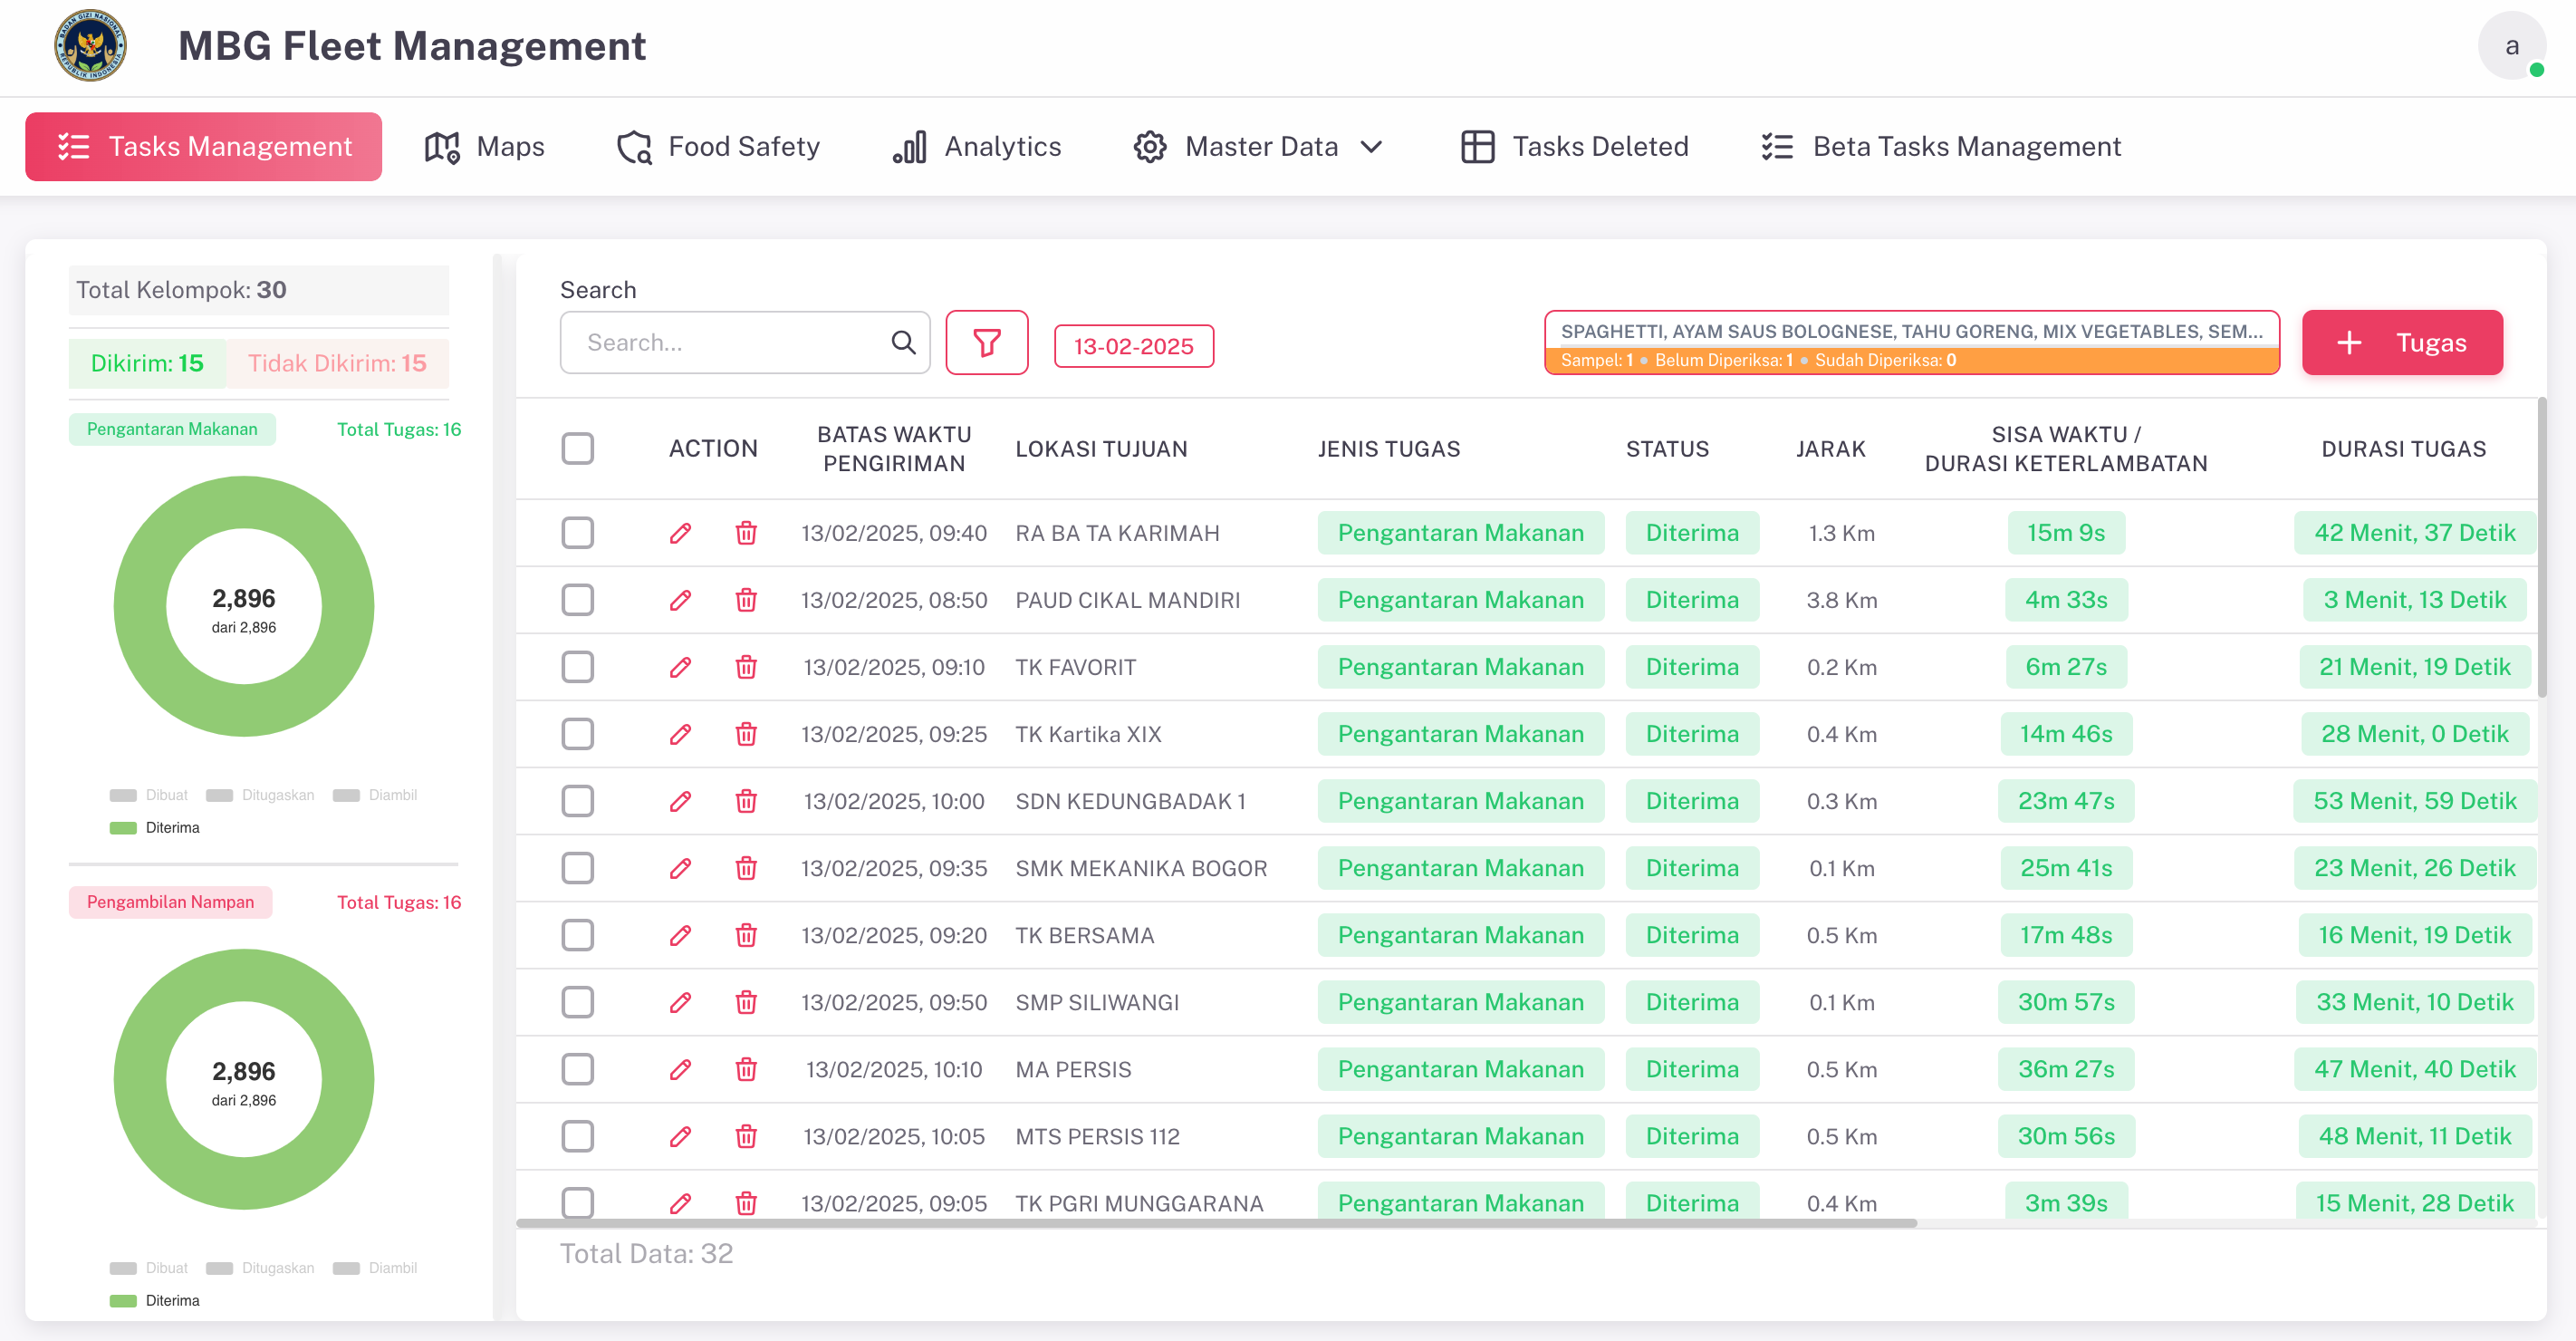 BADAN GIZI NASIONAL
REPUBLIK INDONESIA
MBG Fleet Management
a
Tasks Management
Maps
Food Safety
Analytics
Master Data
Tasks Deleted
Beta Tasks Management
Total Kelompok: 30
Dikirim: 15 Tidak Dikirim: 15
Pengantaran Makanan Total Tugas: 16
2,896
dari 2,896
Dibuat Ditugaskan Diambil
Diterima
Pengambilan Nampan Total Tugas: 16
2,896
dari 2,896
Dibuat Ditugaskan Diambil
Diterima
Search
Search...
13-02-2025
SPAGHETTI, AYAM SAUS BOLOGNESE, TAHU GORENG, MIX VEGETABLES, SEM...
Sampel: 1 • Belum Diperiksa: 1 • Sudah Diperiksa: 0
+ Tugas
ACTION BATAS WAKTU PENGIRIMAN LOKASI TUJUAN JENIS TUGAS STATUS JARAK SISA WAKTU / DURASI KETERLAMBATAN DURASI TUGAS
13/02/2025, 09:40 RA BA TA KARIMAH Pengantaran Makanan Diterima 1.3 Km 15m 9s 42 Menit, 37 Detik
13/02/2025, 08:50 PAUD CIKAL MANDIRI Pengantaran Makanan Diterima 3.8 Km 4m 33s 3 Menit, 13 Detik
13/02/2025, 09:10 TK FAVORIT Pengantaran Makanan Diterima 0.2 Km 6m 27s 21 Menit, 19 Detik
13/02/2025, 09:25 TK Kartika XIX Pengantaran Makanan Diterima 0.4 Km 14m 46s 28 Menit, 0 Detik
13/02/2025, 10:00 SDN KEDUNGBADAK 1 Pengantaran Makanan Diterima 0.3 Km 23m 47s 53 Menit, 59 Detik
13/02/2025, 09:35 SMK MEKANIKA BOGOR Pengantaran Makanan Diterima 0.1 Km 25m 41s 23 Menit, 26 Detik
13/02/2025, 09:20 TK BERSAMA Pengantaran Makanan Diterima 0.5 Km 17m 48s 16 Menit, 19 Detik
13/02/2025, 09:50 SMP SILIWANGI Pengantaran Makanan Diterima 0.1 Km 30m 57s 33 Menit, 10 Detik
13/02/2025, 10:10 MA PERSIS Pengantaran Makanan Diterima 0.5 Km 36m 27s 47 Menit, 40 Detik
13/02/2025, 10:05 MTS PERSIS 112 Pengantaran Makanan Diterima 0.5 Km 30m 56s 48 Menit, 11 Detik
13/02/2025, 09:05 TK PGRI MUNGGARANA Pengantaran Makanan Diterima 0.4 Km 3m 39s 15 Menit, 28 Detik
Total Data: 32